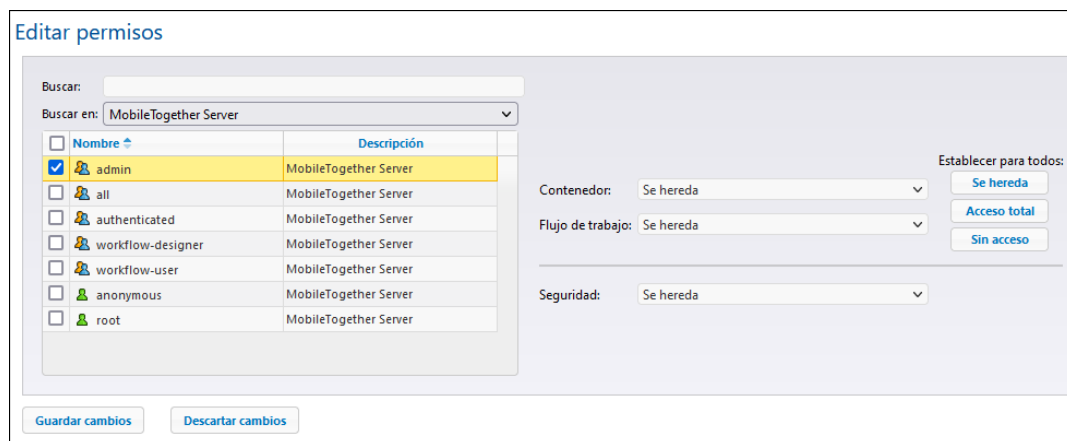 Editar permisos
Buscar:
Buscar en: MobileTogether Server
Nombre Descripción
admin MobileTogether Server
all MobileTogether Server
authenticated MobileTogether Server
workflow-designer MobileTogether Server
workflow-user MobileTogether Server
anonymous MobileTogether Server
root MobileTogether Server
Establecer para todos:
Contenedor: Se hereda
Flujo de trabajo: Se hereda
Se hereda
Acceso total
Sin acceso
Seguridad: Se hereda
Guardar cambios Descartar cambios